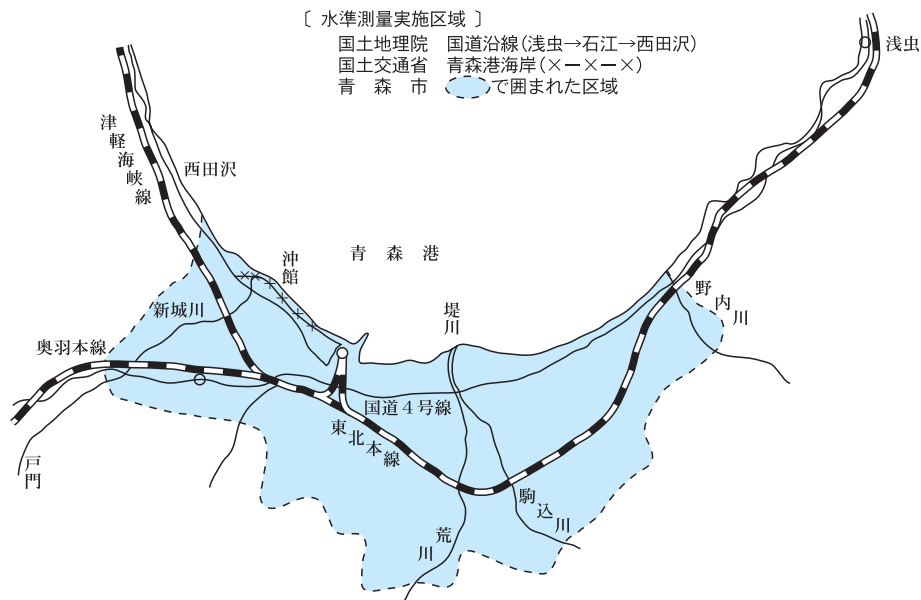 〔 水準測量実施区域 〕
国土地理院 国道沿線(浅虫→石江→西田沢)
国土交通省 青森港海岸(×ー×ー×)
青森市 で囲まれた区域
浅虫
津軽海峡線
西田沢
沖館
青森港
新城川
堤川
野内川
奥羽本線
国道4号線
東北本線
戸門
駒込川
荒川